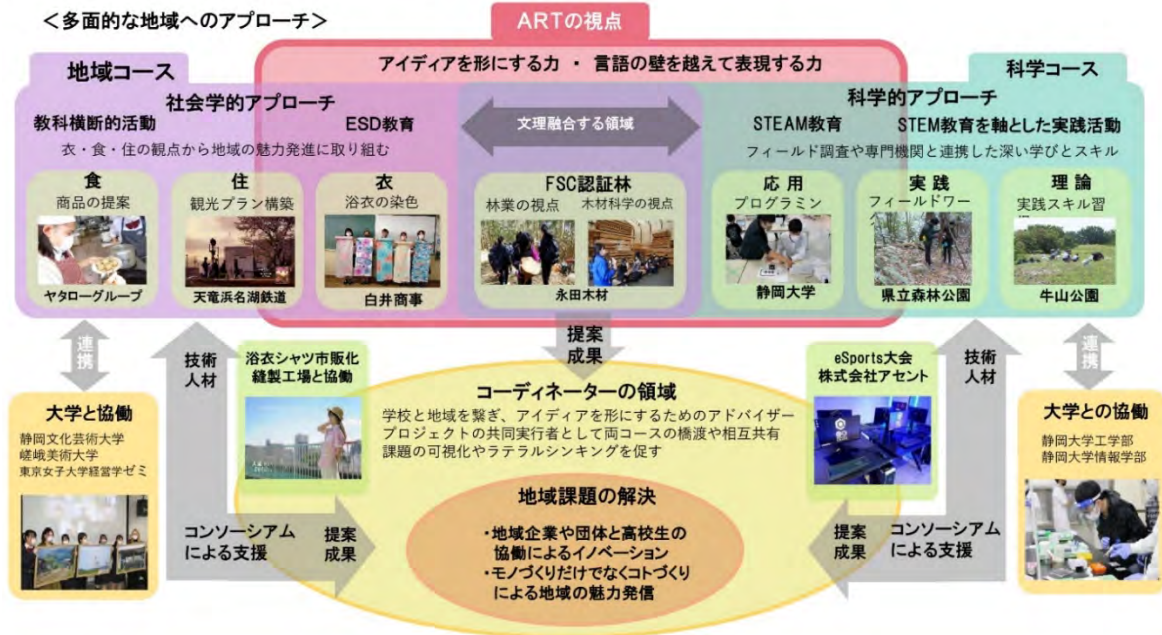 ＜多面的な地域へのアプローチ＞
ARTの視点
アイディアを形にする力 ・ 言語の壁を越えて表現する力
地域コース
科学コース
社会学的アプローチ
科学的アプローチ
教科横断的活動
ESD教育
文理融合する領域
STEAM教育
STEM教育を軸とした実践活動
衣・食・住の観点から地域の魅力発進に取り組む
フィールド調査や専門機関と連携した深い学びとスキル
食
商品の提案
ヤタローグループ
住
観光プラン構築
天竜浜名湖鉄道
衣
浴衣の染色
白井商事
FSC認証林
林業の視点
木材科学の視点
永田木材
応用
プログラミン
静岡大学
実践
フィールドワー
県立森林公園
理論
実践スキル習
牛山公園
連携
技術
人材
浴衣シャツ市販化
縫製工場と協働
提案
成果
eSports大会
株式会社アセント
技術
人材
連携
大学と協働
静岡文化芸術大学
嵯峨美術大学
東京女子大学経営学ゼミ
コーディネーターの領域
学校と地域を繋ぎ、アイディアを形にするためのアドバイザー
プロジェクトの共同実行者として両コースの橋渡や相互共有
課題の可視化やラテラルシンキングを促す
大学との協働
静岡大学工学部
静岡大学情報学部
コンソーシアム
による支援
提案
成果
地域課題の解決
・地域企業や団体と高校生の
協働によるイノベーション
・モノづくりだけでなくコトづくり
による地域の魅力発信
提案
成果
コンソーシアム
による支援